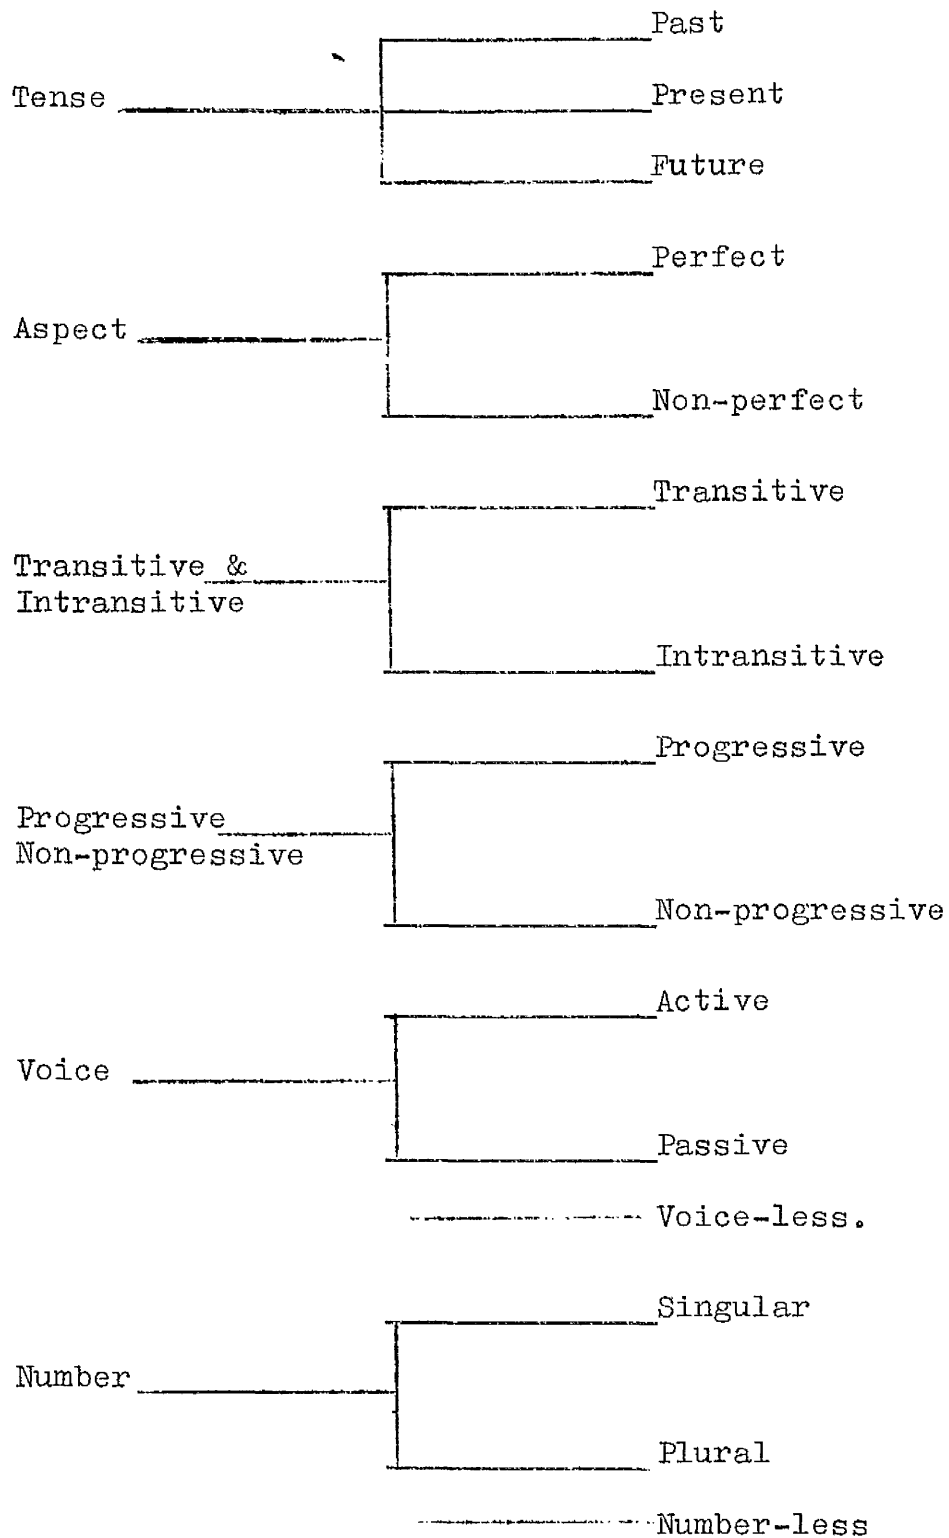 Past
Tense
Present
Future
Perfect
Aspect
Non-perfect
Transitive
Transitive &
Intransitive
Intransitive
Progressive
Progressive
Non-progressive
Non-progressive
Active
Voice
Passive
Voice-less.
Singular
Number
Plural
Number-less